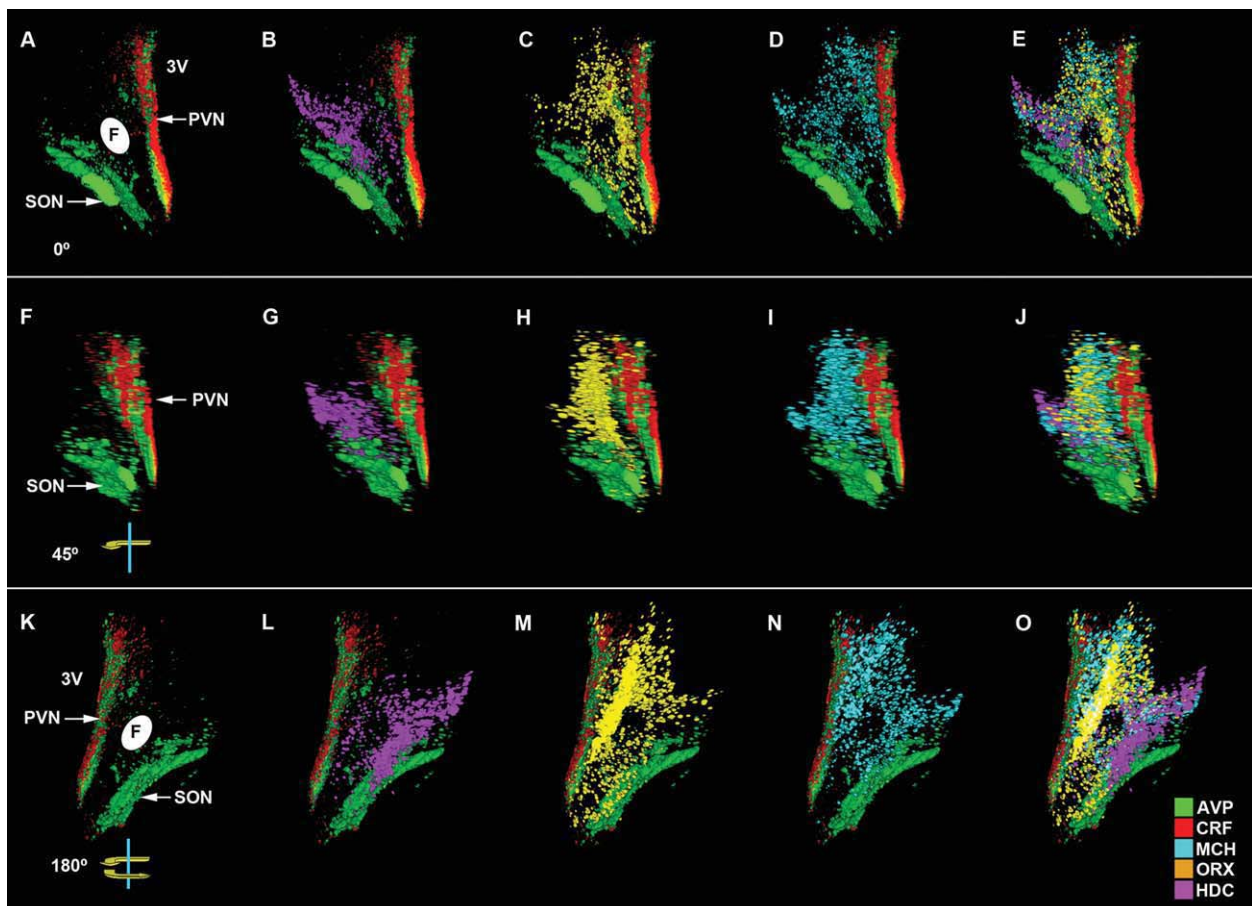 A B C D E
3V
PVN
F
SON
0º
F G H I J
PVN
SON
45º
K L M N O
3V
PVN
F
SON
180º
AVP
CRF
MCH
ORX
HDC